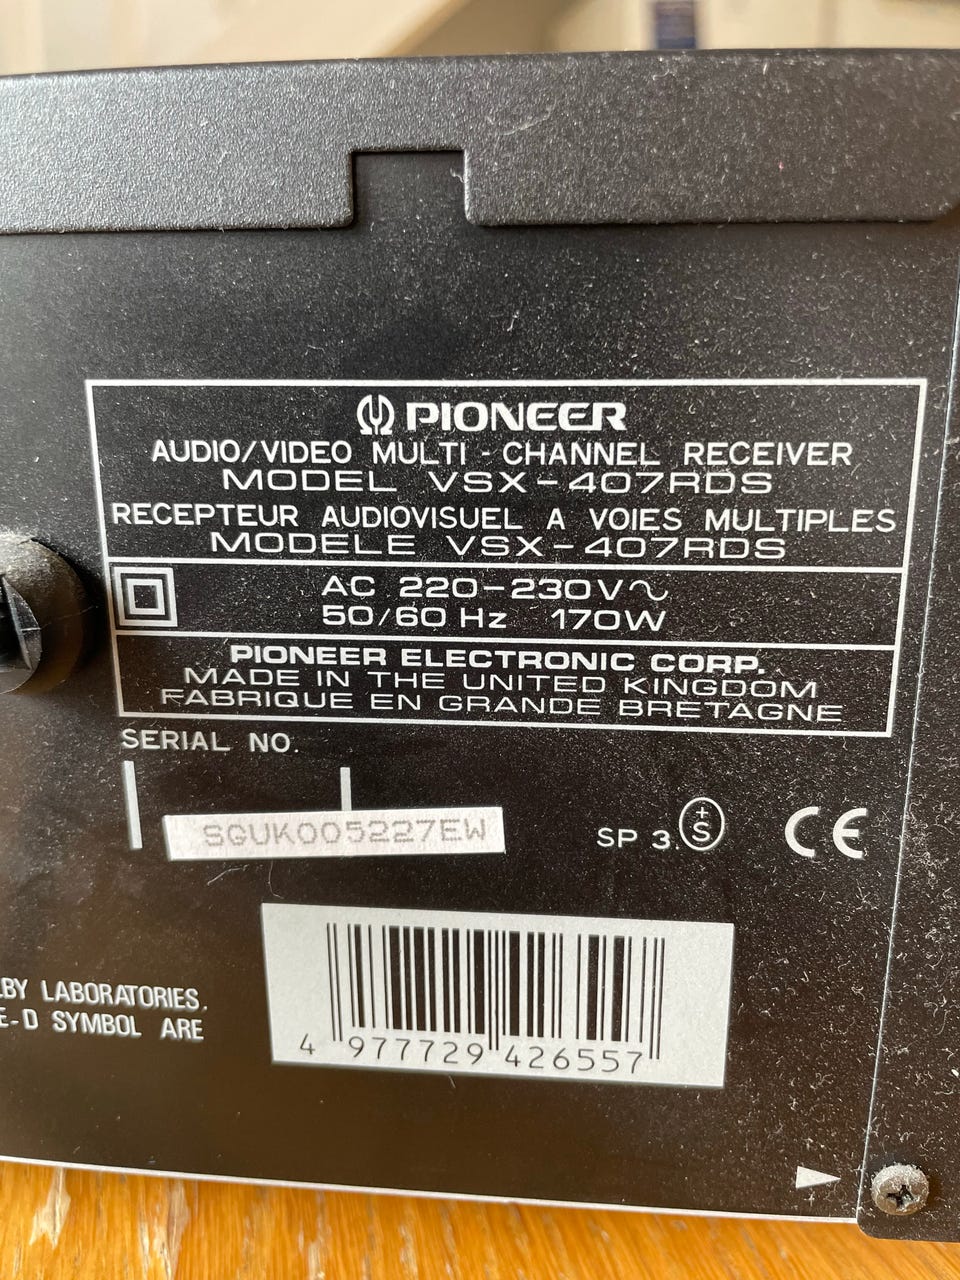 PIONEER
AUDIO/VIDEO MULTI-CHANNEL RECEIVER
MODEL VSX-407RDS
RECEPTEUR AUDIOVISUEL A VOIES MULTIPLES
MODELE VSX-407RDS
AC 220-230V~
50/60 Hz 170W
PIONEER ELECTRONIC CORP.
MADE IN THE UNITED KINGDOM
FABRIQUE EN GRANDE BRETAGNE
SERIAL NO.
SGUK005227EW
SP 3. +S
CE
LABORATORIES.
E-D SYMBOL ARE
4 977729 426557